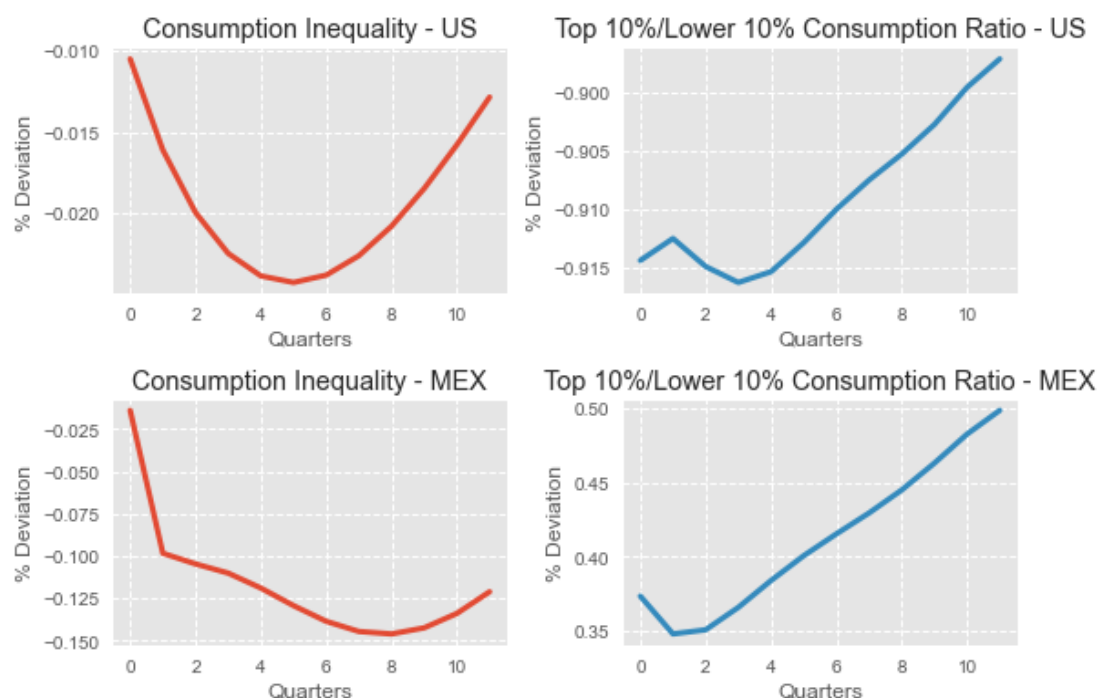 Consumption Inequality - US
-0.010
-0.015
-0.020
% Deviation
0 2 4 6 8 10
Quarters
Top 10%/Lower 10% Consumption Ratio - US
-0.900
-0.905
-0.910
-0.915
% Deviation
0 2 4 6 8 10
Quarters
Consumption Inequality - MEX
-0.025
-0.050
-0.075
-0.100
-0.125
-0.150
% Deviation
0 2 4 6 8 10
Quarters
Top 10%/Lower 10% Consumption Ratio - MEX
0.50
0.45
0.40
0.35
% Deviation
0 2 4 6 8 10
Quarters